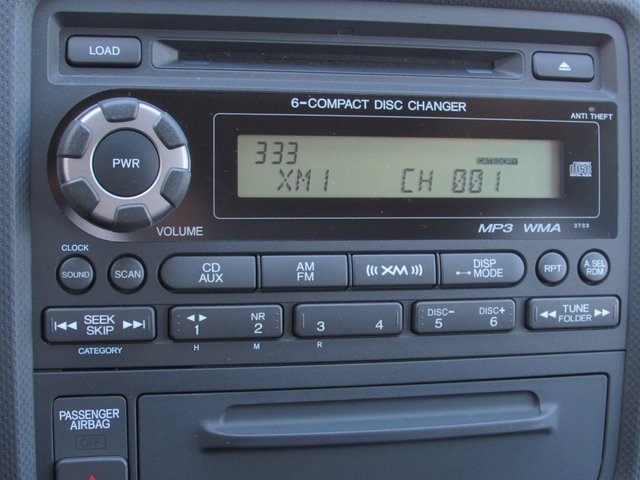 LOAD
6-COMPACT DISC CHANGER
ANTI THEFT
333
CATEGORY
XM1 CH 001
PWR
VOLUME
MP3 WMA
3TS3
CLOCK
SOUND
SCAN
CD
AUX
AM
FM
(((XM)))
DISP
MODE
RPT
A.SEL
RDM
SEEK
SKIP
CATEGORY
1
NR
2
H
M
3
4
R
DISC-
5
DISC+
6
TUNE
FOLDER
PASSENGER
AIRBAG
OFF